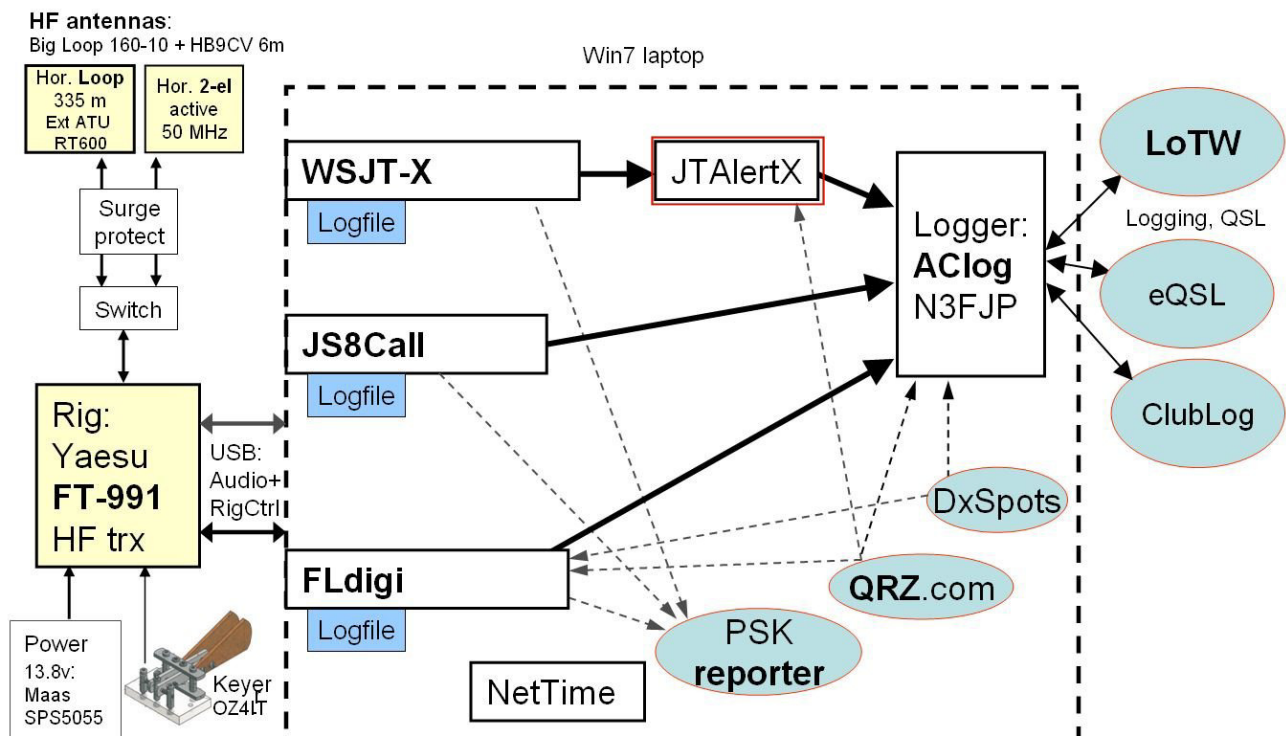 HF antennas:
Big Loop 160-10 + HB9CV 6m
Hor. Loop
335 m
Ext ATU
RT600
Hor. 2-el
active
50 MHz
Surge
protect
Switch
Rig:
Yaesu
FT-991
HF trx
USB:
Audio+
RigCtrl
Power
13.8v:
Maas
SPS5055
Keyer
OZ4LT
Win7 laptop
WSJT-X
Logfile
JTAlertX
JS8Call
Logfile
FLdigi
Logfile
NetTime
Logger:
AClog
N3FJP
DxSpots
QRZ.com
PSK
reporter
LoTW
Logging, QSL
eQSL
ClubLog